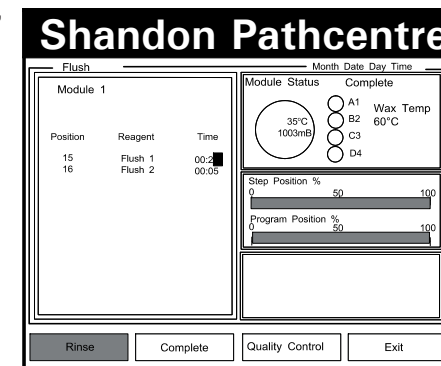 Shandon Pathcentre
Flush
Month Date Day Time
Module 1
Position Reagent Time
15 Flush 1 00:2
16 Flush 2 00:05
Module Status Complete
35°C
1003mB
A1
B2
C3
D4
Wax Temp
60°C
Step Position %
0 50 100
Program Position %
0 50 100
Rinse
Complete
Quality Control
Exit